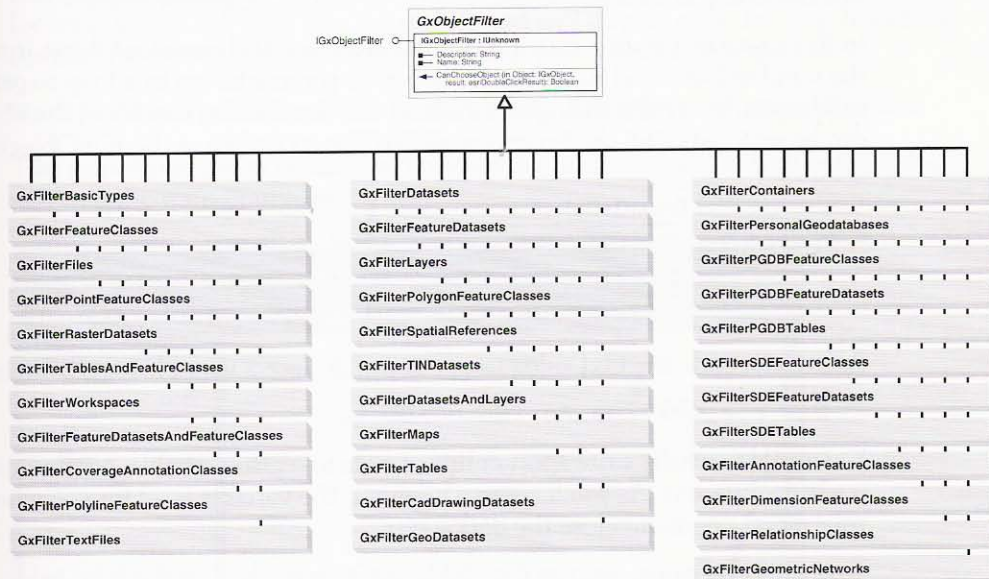 GxObjectFilter
IGxObjectFilter
IGxObjectFilter : IUnknown
Description: String
Name: String
CanChooseObject (in Object: IGxObject,
result: esriDoubleClickResult): Boolean
GxFilterBasicTypes
GxFilterFeatureClasses
GxFilterFiles
GxFilterPointFeatureClasses
GxFilterRasterDatasets
GxFilterTablesAndFeatureClasses
GxFilterWorkspaces
GxFilterFeatureDatasetsAndFeatureClasses
GxFilterCoverageAnnotationClasses
GxFilterPolylineFeatureClasses
GxFilterTextFiles
GxFilterDatasets
GxFilterFeatureDatasets
GxFilterLayers
GxFilterPolygonFeatureClasses
GxFilterSpatialReferences
GxFilterTINDatasets
GxFilterDatasetsAndLayers
GxFilterMaps
GxFilterTables
GxFilterCadDrawingDatasets
GxFilterGeoDatasets
GxFilterContainers
GxFilterPersonalGeodatabases
GxFilterPGDBFeatureClasses
GxFilterPGDBFeatureDatasets
GxFilterPGDBTables
GxFilterSDEFeatureClasses
GxFilterSDEFeatureDatasets
GxFilterSDETables
GxFilterAnnotationFeatureClasses
GxFilterDimensionFeatureClasses
GxFilterRelationshipClasses
GxFilterGeometricNetworks